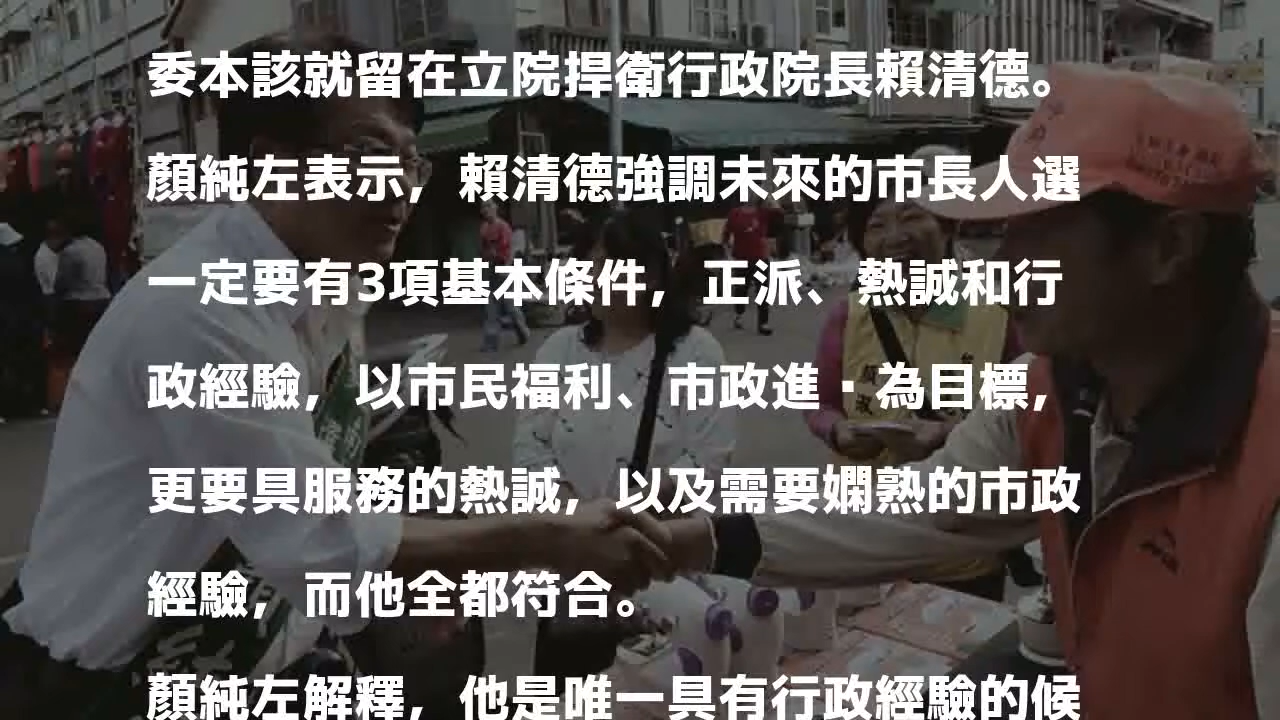 委本該就留在立院捍衛行政院長賴清德。
顏純左表示，賴清德強調未來的市長人選
一定要有3項基本條件，正派、熱誠和行
政經驗，以市民福利、市政進▪為目標，
更要具服務的熱誠，以及需要嫻熟的市政
經驗，而他全都符合。
顏純左解釋，他是唯一具有行政經驗的候